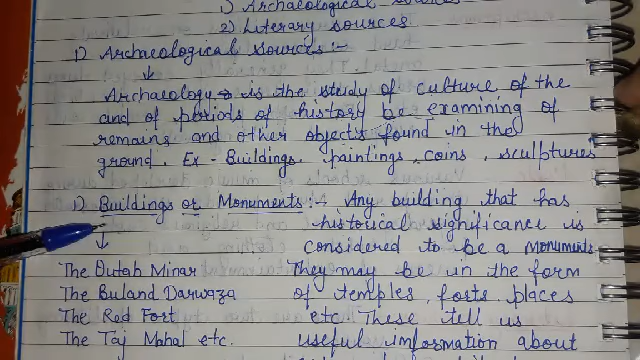 1) Archaeological sources
2) Literary sources
1) Archaeological sources :-
Archaeology → is the study of culture of the
and of periods of history be examining of
remains and other objects found in the
ground. Ex - Buildings, paintings, coins, sculptures
1) Buildings or Monuments :- Any building that has
historical significance is
considered to be a monuments
The Qutab Minar They may be in the form
The Buland Darwaza of temples, forts, places
The Red Fort etc. These tell us
The Taj Mahal etc. useful information about